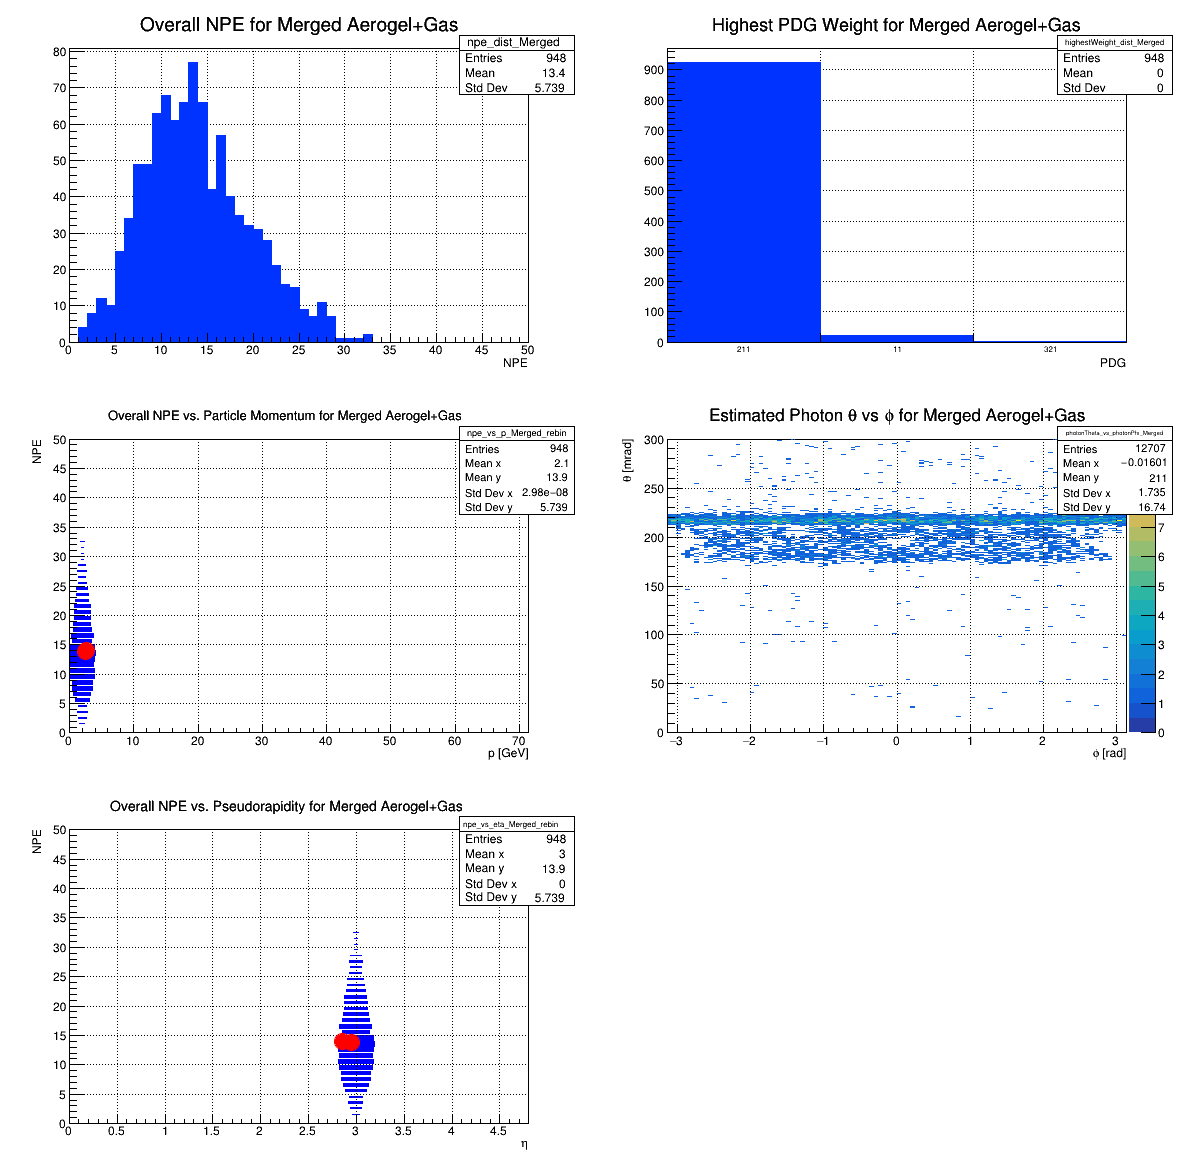 Overall NPE for Merged Aerogel+Gas
npe_dist_Merged
Entries 948
Mean 13.4
Std Dev 5.739
80
70
60
50
40
30
20
10
0
0 5 10 15 20 25 30 35 40 45 50
NPE
Highest PDG Weight for Merged Aerogel+Gas
highestWeight_dist_Merged
Entries 948
Mean 0
Std Dev 0
900
800
700
600
500
400
300
200
100
0
211 11 321
PDG
Overall NPE vs. Particle Momentum for Merged Aerogel+Gas
npe_vs_p_Merged_rebin
Entries 948
Mean x 2.1
Mean y 13.9
Std Dev x 2.98e−08
Std Dev y 5.739
NPE
50
45
40
35
30
25
20
15
10
5
0
0 10 20 30 40 50 60 70
p [GeV]
Estimated Photon θ vs ϕ for Merged Aerogel+Gas
photonTheta_vs_photonPhi_Merged
Entries 12707
Mean x −0.01601
Mean y 211
Std Dev x 1.735
Std Dev y 16.74
θ [mrad]
300
250
200
150
100
50
0
−3 −2 −1 0 1 2 3
ϕ [rad]
7
6
5
4
3
2
1
0
Overall NPE vs. Pseudorapidity for Merged Aerogel+Gas
npe_vs_eta_Merged_rebin
Entries 948
Mean x 3
Mean y 13.9
Std Dev x 0
Std Dev y 5.739
NPE
50
45
40
35
30
25
20
15
10
5
0
0 0.5 1 1.5 2 2.5 3 3.5 4 4.5
η